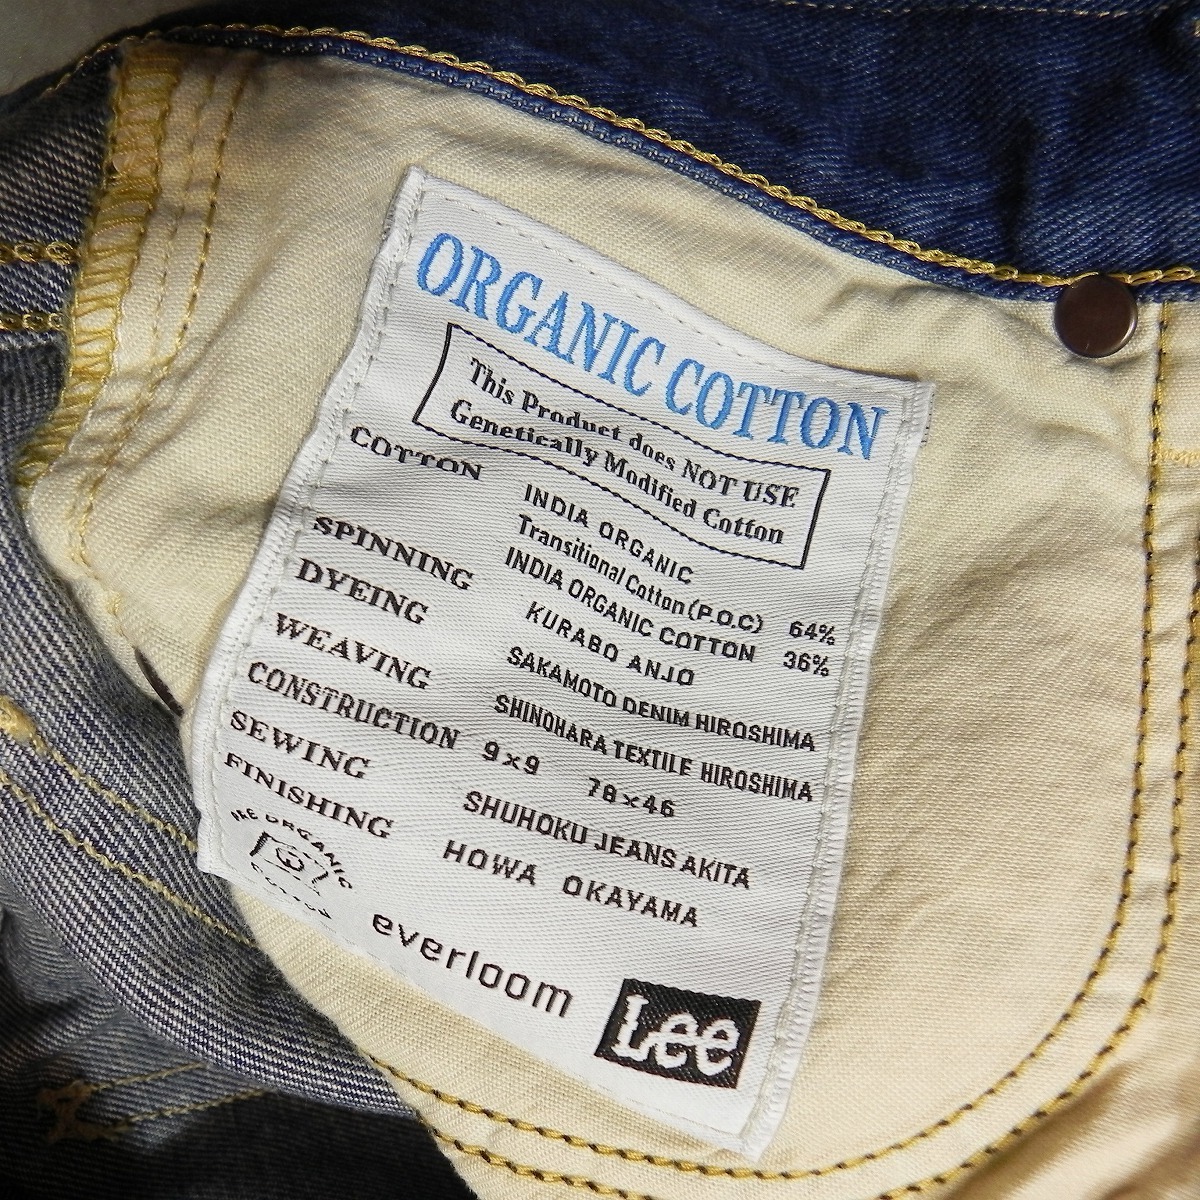 ORGANIC COTTON
This Product does NOT USE
Genetically Modified Cotton
COTTON INDIA ORGANIC
Transitional Cotton (P.O.C) 64%
INDIA ORGANIC COTTON 36%
SPINNING KURABO ANJO
DYEING SAKAMOTO DENIM HIROSHIMA
WEAVING SHINOHARA TEXTILE HIROSHIMA
CONSTRUCTION 9×9 78×46
SEWING SHUHOKU JEANS AKITA
FINISHING HOWA OKAYAMA
ORGANIC
everloom
Lee